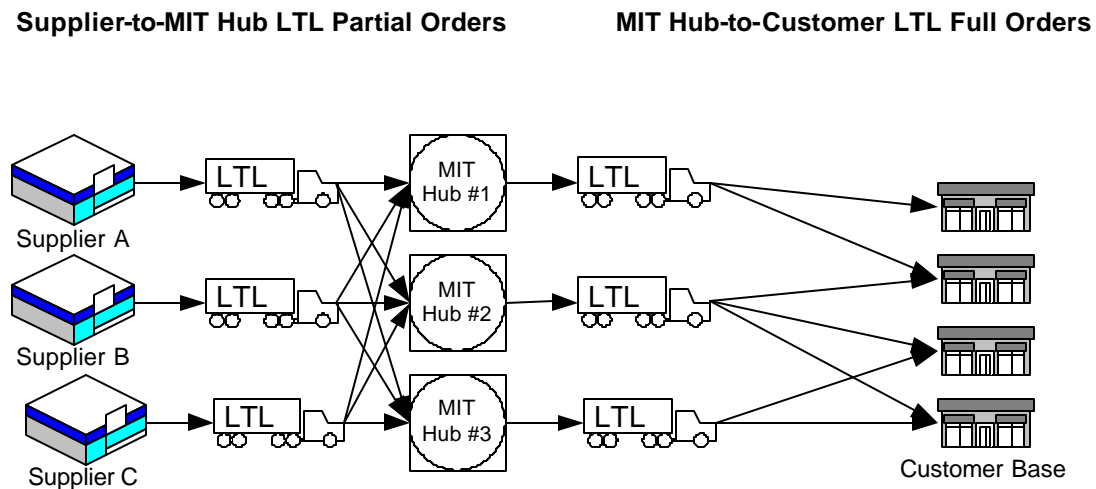 Supplier-to-MIT Hub LTL Partial Orders
MIT Hub-to-Customer LTL Full Orders
LTL
MIT
Hub #1
LTL
Supplier A
LTL
MIT
Hub #2
LTL
Supplier B
LTL
MIT
Hub #3
LTL
Supplier C
Customer Base